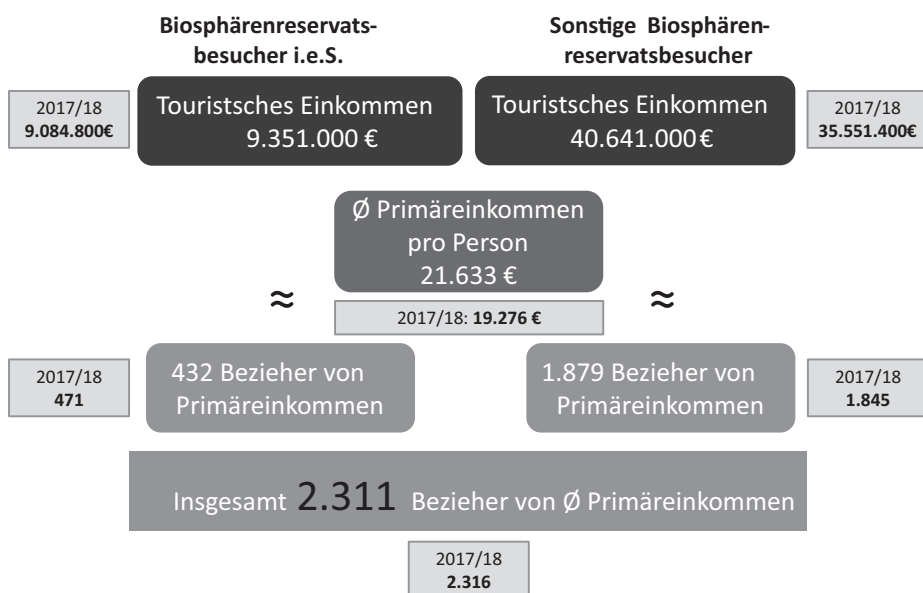 Biosphärenreservats-
besucher i.e.S.
Sonstige Biosphären-
reservatsbesucher
2017/18
9.084.800€
Touristsches Einkommen
9.351.000 €
Touristsches Einkommen
40.641.000 €
2017/18
35.551.400€
Ø Primäreinkommen
pro Person
21.633 €
≈
≈
2017/18: 19.276 €
2017/18
471
432 Bezieher von
Primäreinkommen
1.879 Bezieher von
Primäreinkommen
2017/18
1.845
Insgesamt 2.311 Bezieher von Ø Primäreinkommen
2017/18
2.316